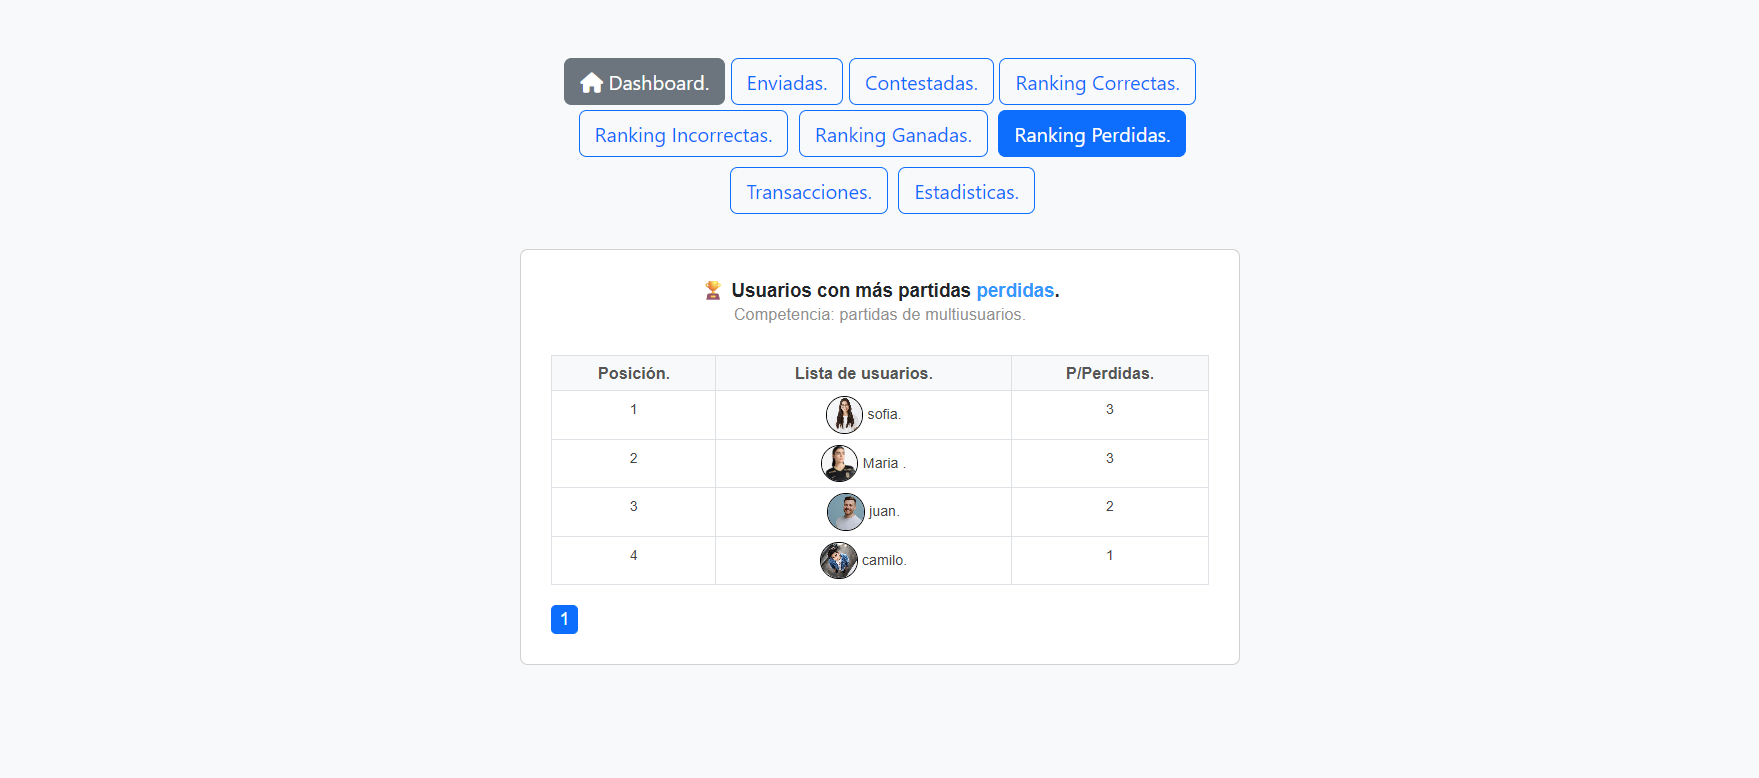 Dashboard. Enviadas. Contestadas. Ranking Correctas.
Ranking Incorrectas. Ranking Ganadas. Ranking Perdidas.
Transacciones. Estadisticas.
Usuarios con más partidas perdidas.
Competencia: partidas de multiusuarios.
Posición. Lista de usuarios. P/Perdidas.
1 sofia. 3
2 Maria . 3
3 juan. 2
4 camilo. 1
1